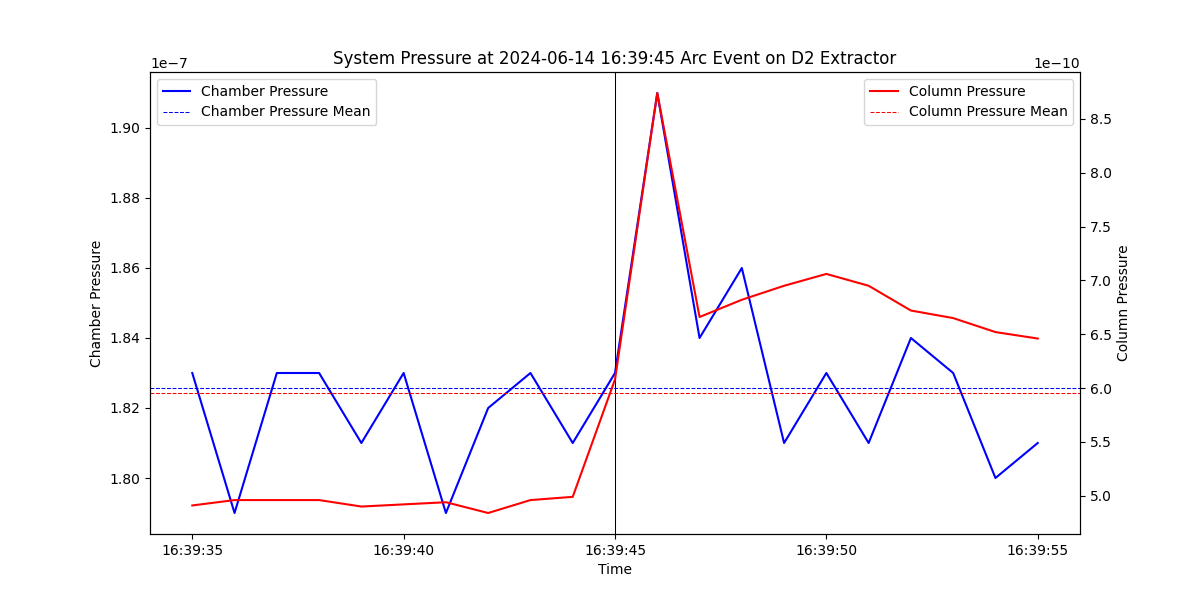 System Pressure at 2024-06-14 16:39:45 Arc Event on D2 Extractor
1e−7
1e−10
Chamber Pressure
Chamber Pressure Mean
Column Pressure
Column Pressure Mean
1.90
1.88
1.86
1.84
1.82
1.80
Chamber Pressure
8.5
8.0
7.5
7.0
6.5
6.0
5.5
5.0
Column Pressure
16:39:35
16:39:40
16:39:45
16:39:50
16:39:55
Time